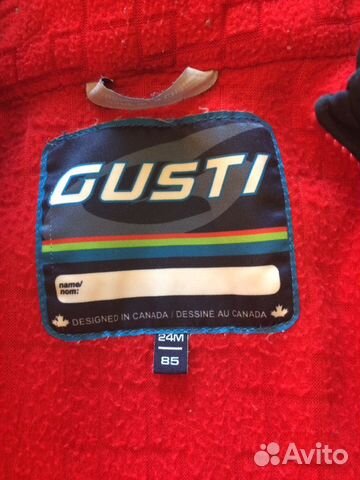 GUSTI
name/
nom:
DESIGNED IN CANADA / DESSINE AU CANADA
24M
85
Avito